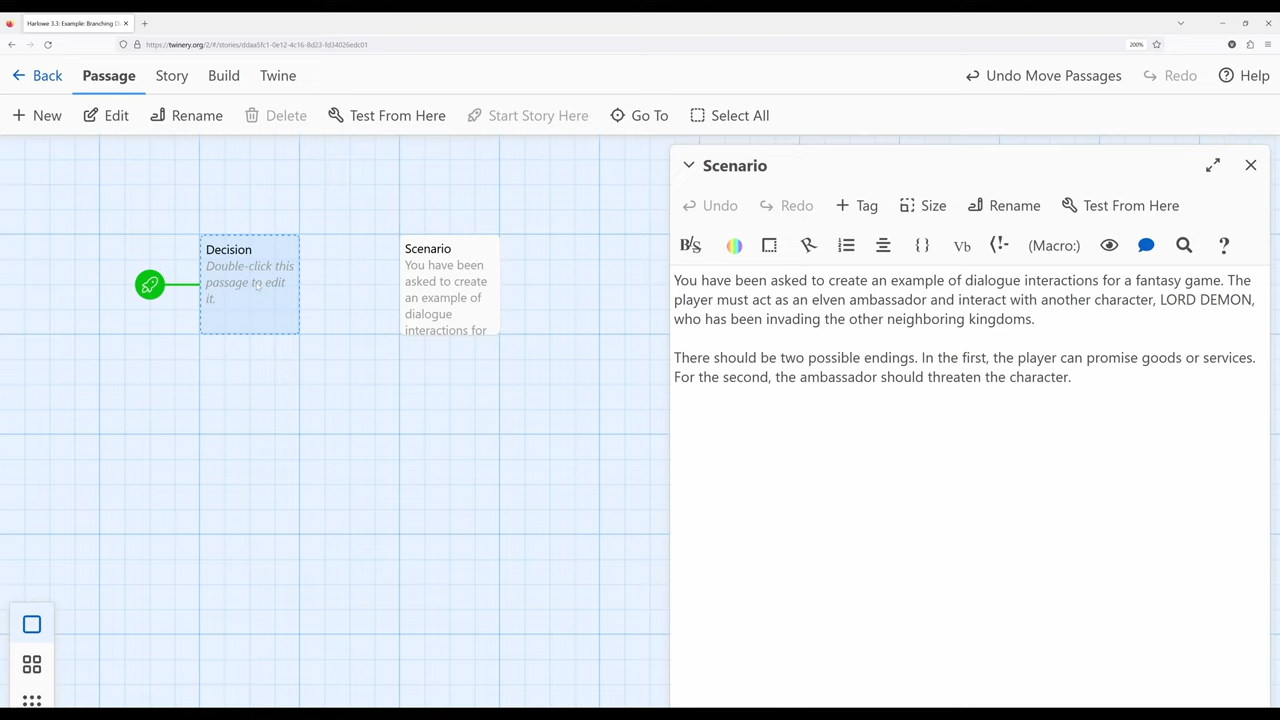 Harlowe 3.3: Example: Branching D
https://twinery.org/2/#/stories/ddaa5fc1-0e12-4c16-8d23-fd34026edc01
200%
Back Passage Story Build Twine Undo Move Passages Redo Help
New Edit Rename Delete Test From Here Start Story Here Go To Select All
Scenario
Undo Redo Tag Size Rename Test From Here
(Macro:)
Decision
Double-click this
passage to edit
it.
Scenario
You have been
asked to create
an example of
dialogue
interactions for
You have been asked to create an example of dialogue interactions for a fantasy game. The
player must act as an elven ambassador and interact with another character, LORD DEMON,
who has been invading the other neighboring kingdoms.
There should be two possible endings. In the first, the player can promise goods or services.
For the second, the ambassador should threaten the character.